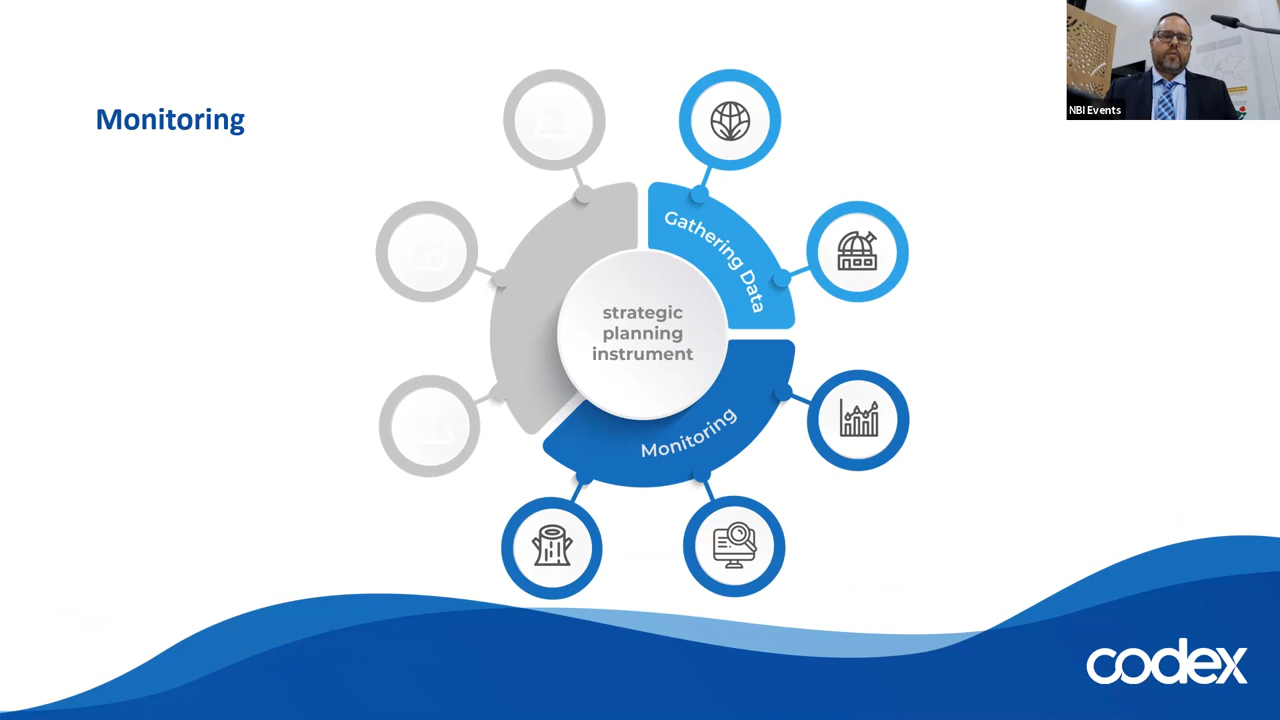 NBI Events
Monitoring
Gathering Data
strategic
planning
instrument
Monitoring
codex